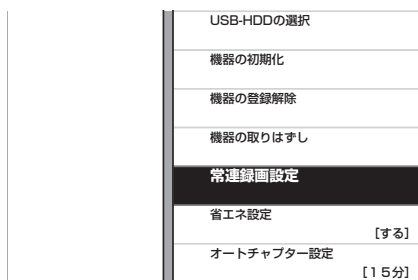 USB-HDDの選択
機器の初期化
機器の登録解除
機器の取りはずし
常連録画設定
省エネ設定
[する]
オートチャプター設定
[15分]